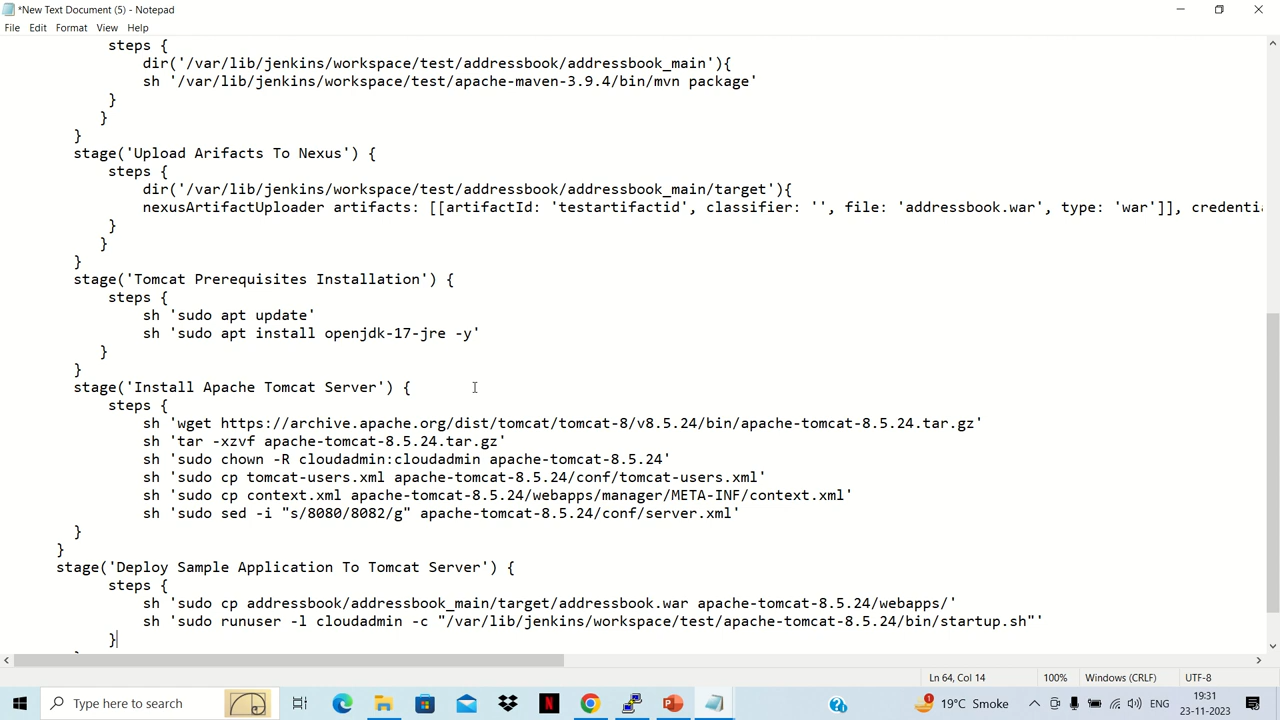 *New Text Document (5) - Notepad
File Edit Format View Help
steps {
dir('/var/lib/jenkins/workspace/test/addressbook/addressbook_main'){
sh '/var/lib/jenkins/workspace/test/apache-maven-3.9.4/bin/mvn package'
}
}
}
stage('Upload Arifacts To Nexus') {
steps {
dir('/var/lib/jenkins/workspace/test/addressbook/addressbook_main/target'){
nexusArtifactUploader artifacts: [[artifactId: 'testartifactid', classifier: '', file: 'addressbook.war', type: 'war']], credentia
}
}
}
stage('Tomcat Prerequisites Installation') {
steps {
sh 'sudo apt update'
sh 'sudo apt install openjdk-17-jre -y'
}
}
stage('Install Apache Tomcat Server') {
steps {
sh 'wget https://archive.apache.org/dist/tomcat/tomcat-8/v8.5.24/bin/apache-tomcat-8.5.24.tar.gz'
sh 'tar -xzvf apache-tomcat-8.5.24.tar.gz'
sh 'sudo chown -R cloudadmin:cloudadmin apache-tomcat-8.5.24'
sh 'sudo cp tomcat-users.xml apache-tomcat-8.5.24/conf/tomcat-users.xml'
sh 'sudo cp context.xml apache-tomcat-8.5.24/webapps/manager/META-INF/context.xml'
sh 'sudo sed -i "s/8080/8082/g" apache-tomcat-8.5.24/conf/server.xml'
}
}
stage('Deploy Sample Application To Tomcat Server') {
steps {
sh 'sudo cp addressbook/addressbook_main/target/addressbook.war apache-tomcat-8.5.24/webapps/'
sh 'sudo runuser -l cloudadmin -c "/var/lib/jenkins/workspace/test/apache-tomcat-8.5.24/bin/startup.sh"'
}
Ln 64, Col 14 100% Windows (CRLF) UTF-8
Type here to search
19°C Smoke ENG 19:31
23-11-2023